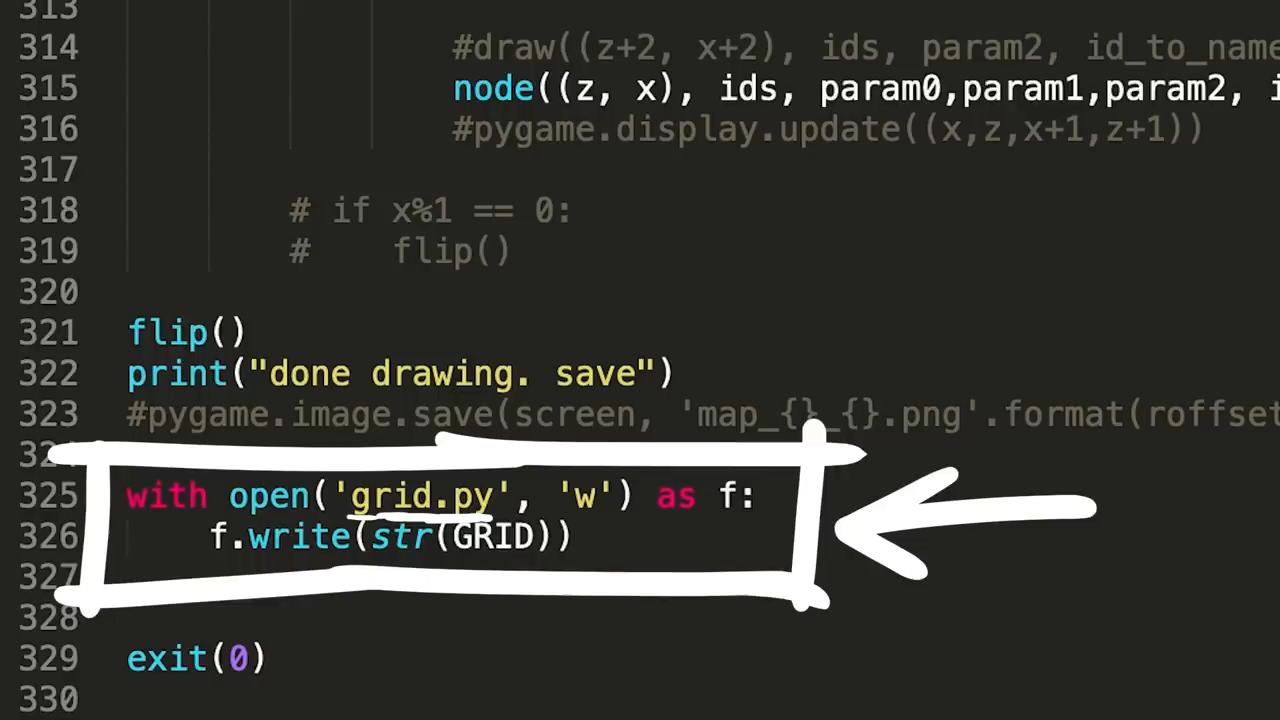 313
314 #draw((z+2, x+2), ids, param2, id_to_name
315 node((z, x), ids, param0,param1,param2, i
316 #pygame.display.update((x,z,x+1,z+1))
317
318 # if x%1 == 0:
319 #    flip()
320
321 flip()
322 print("done drawing. save")
323 #pygame.image.save(screen, 'map_{}_{}.png'.format(roffset
324
325 with open('grid.py', 'w') as f:
326 f.write(str(GRID))
327
328
329 exit(0)
330